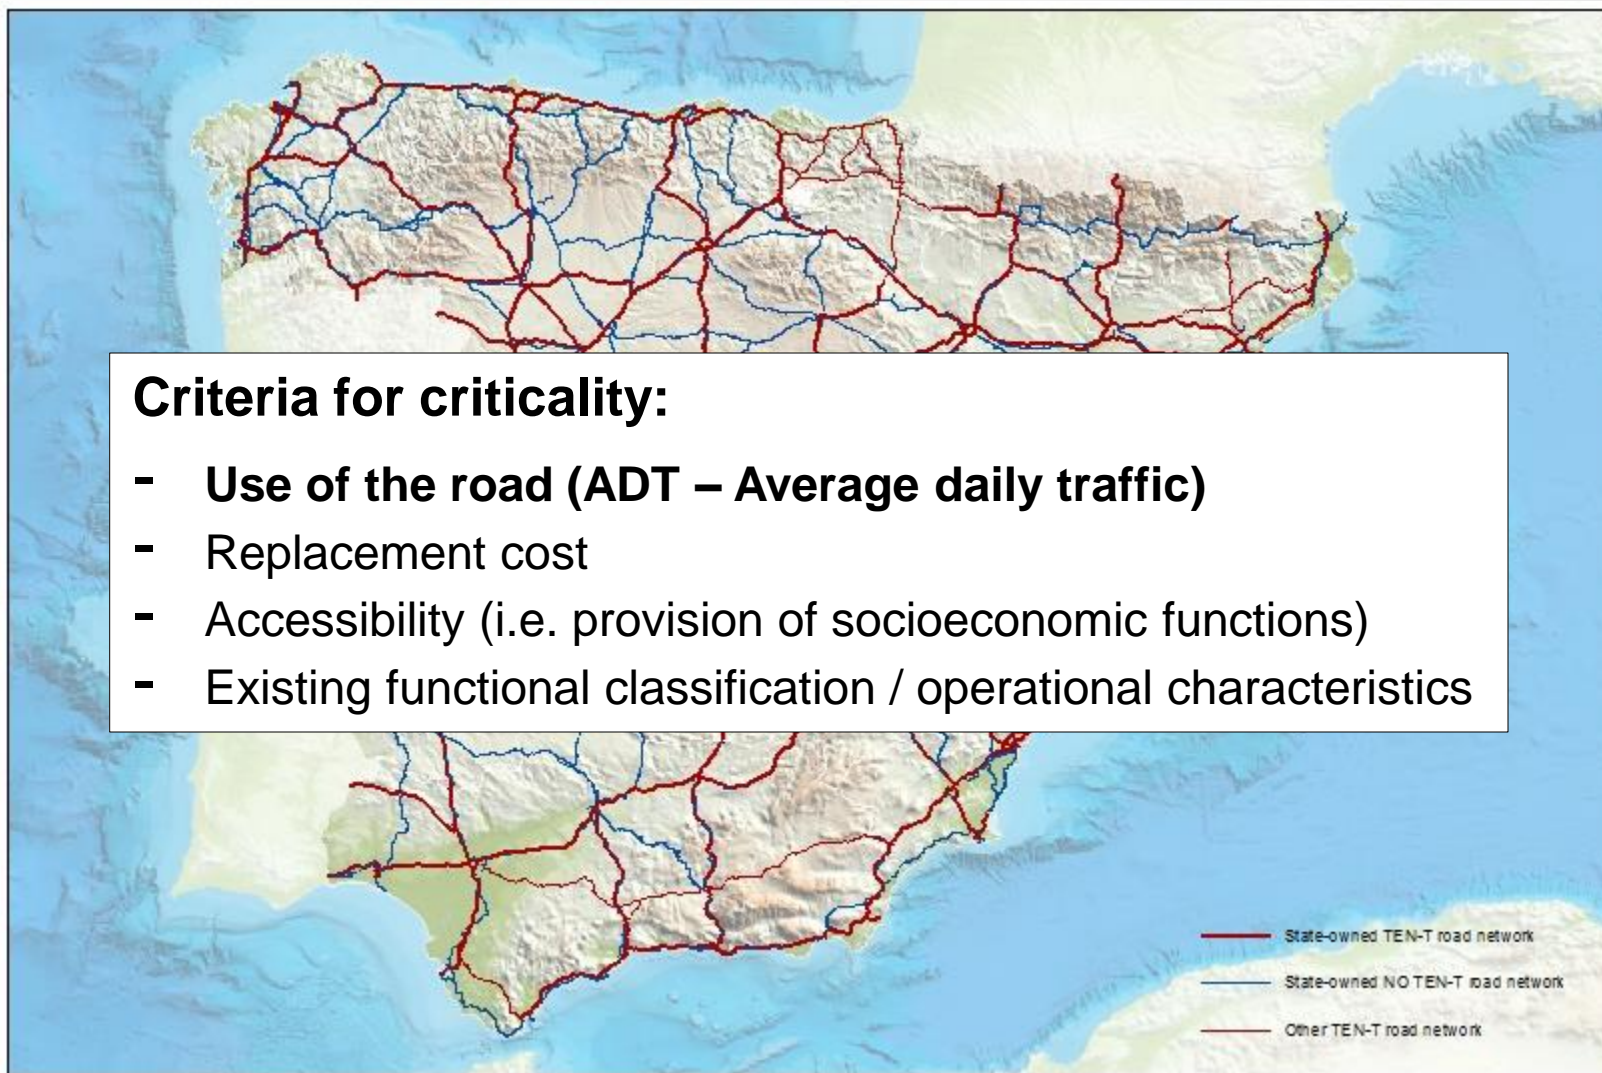 Criteria for criticality:
- Use of the road (ADT – Average daily traffic)
- Replacement cost
- Accessibility (i.e. provision of socioeconomic functions)
- Existing functional classification / operational characteristics
State-owned TEN-T road network
State-owned NO TEN-T road network
Other TEN-T road network